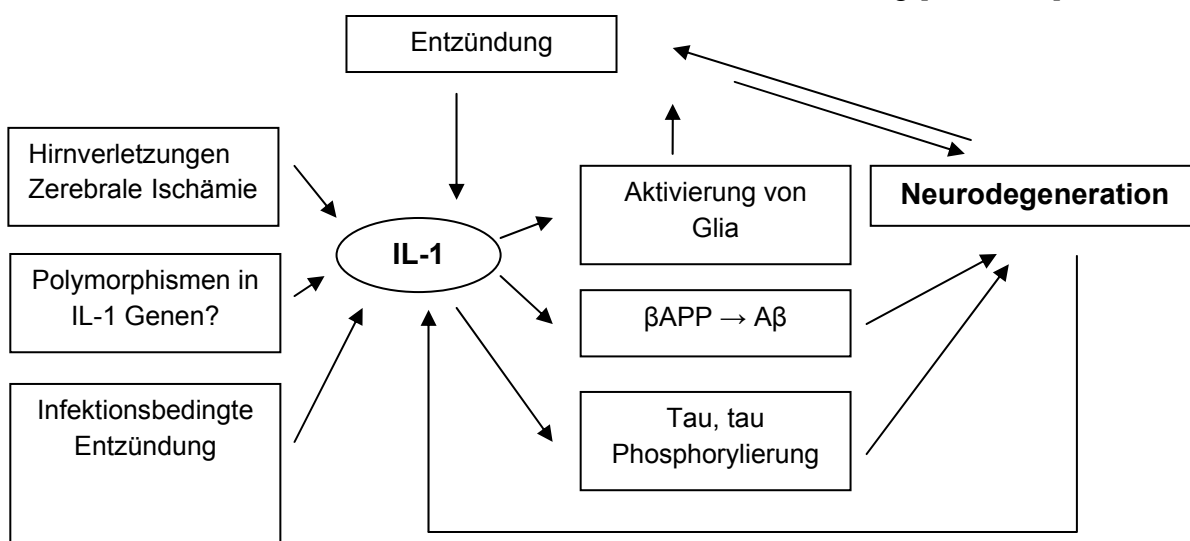 Entzündung
Hirnverletzungen
Zerebrale Ischämie
Polymorphismen in
IL-1 Genen?
Infektionsbedingte
Entzündung
IL-1
Aktivierung von
Glia
βAPP → Aβ
Tau, tau
Phosphorylierung
Neurodegeneration